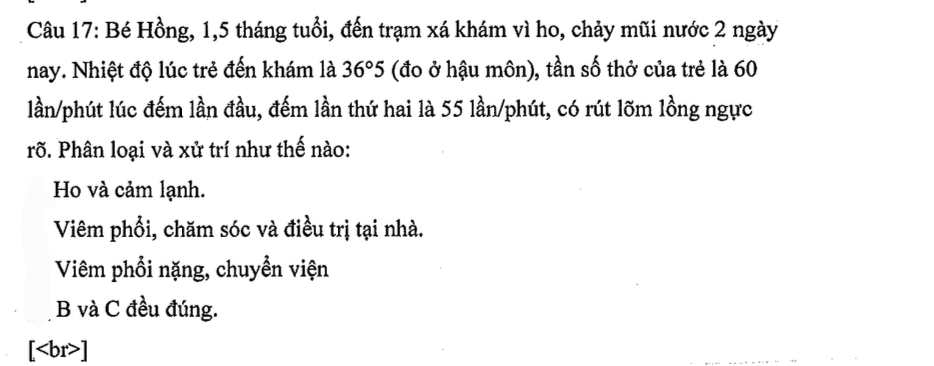 Câu 17: Bé Hồng, 1,5 tháng tuổi, đến trạm xá khám vì ho, chảy mũi nước 2 ngày
nay. Nhiệt độ lúc trẻ đến khám là 36°5 (đo ở hậu môn), tần số thở của trẻ là 60
lần/phút lúc đếm lần đầu, đếm lần thứ hai là 55 lần/phút, có rút lõm lồng ngực
rõ. Phân loại và xử trí như thế nào:
Ho và cảm lạnh.
Viêm phổi, chăm sóc và điều trị tại nhà.
Viêm phổi nặng, chuyển viện
B và C đều đúng.
[<br>]